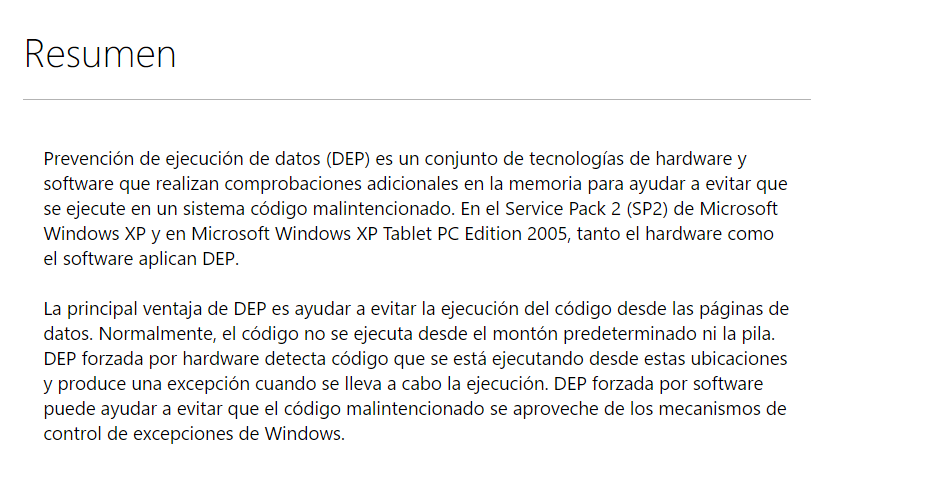 Resumen
Prevención de ejecución de datos (DEP) es un conjunto de tecnologías de hardware y
software que realizan comprobaciones adicionales en la memoria para ayudar a evitar que
se ejecute en un sistema código malintencionado. En el Service Pack 2 (SP2) de Microsoft
Windows XP y en Microsoft Windows XP Tablet PC Edition 2005, tanto el hardware como
el software aplican DEP.
La principal ventaja de DEP es ayudar a evitar la ejecución del código desde las páginas de
datos. Normalmente, el código no se ejecuta desde el montón predeterminado ni la pila.
DEP forzada por hardware detecta código que se está ejecutando desde estas ubicaciones
y produce una excepción cuando se lleva a cabo la ejecución. DEP forzada por software
puede ayudar a evitar que el código malintencionado se aproveche de los mecanismos de
control de excepciones de Windows.